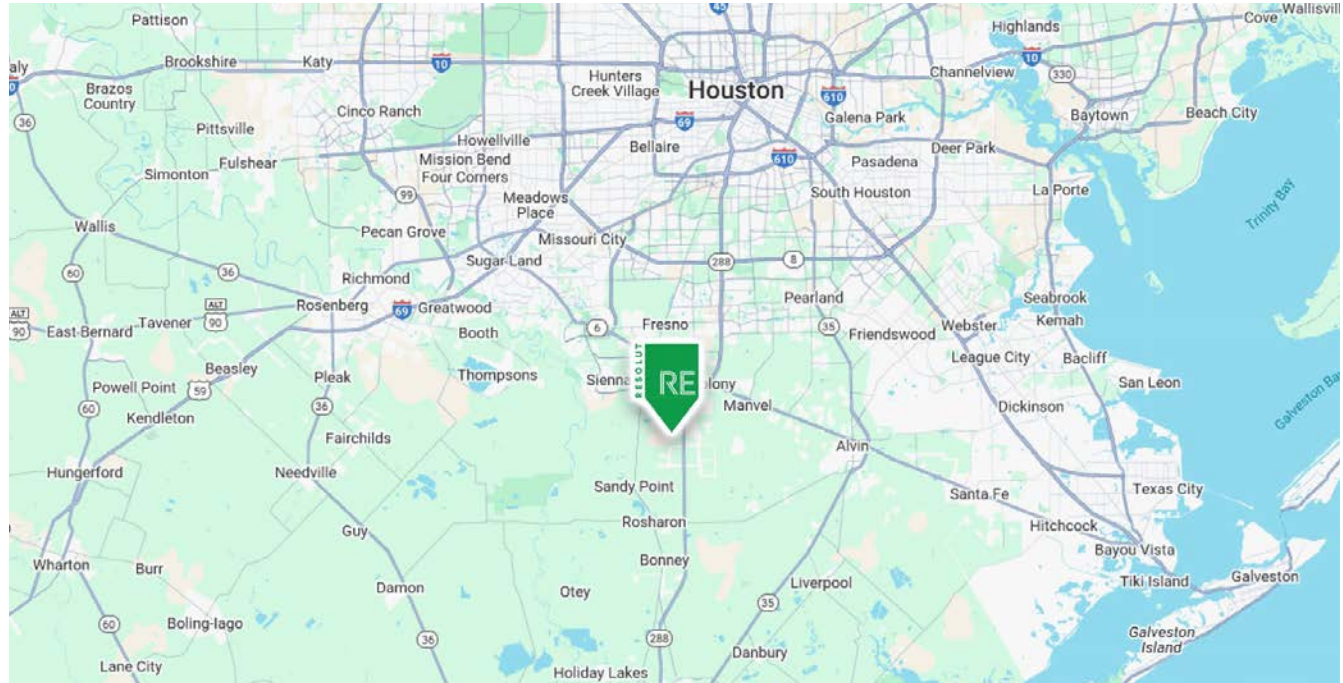 45
Wallisvill
Cove
Highlands
10
aly
Brookshire
Katy
10
Hunters
Creek Village
Houston
Channelview
330
Brazos
Country
610
Baytown
Beach City
36
Cinco Ranch
Galena Park
Pittsville
69
Howellville
Bellaire
Deer Park
610
Fulshear
Mission Bend
Four Corners
Pasadena
Simonton
La Porte
99
South Houston
Meadows
Place
Trinity Bay
Wallis
Pecan Grove
Missouri City
60
36
Sugar Land
288
8
Richmond
ALT
90
Rosenberg
69
Greatwood
Pearland
Seabrook
ALT
90
Tavener
East Bernard
Booth
6
Fresno
35
Friendswood
Webster
Kemah
League City
Bacliff
Beasley
RESOLUT
RE
Powell Point
59
Pleak
Thompsons
Sienna
olony
San Leon
60
Kendleton
36
Manvel
Dickinson
Galveston Bay
Fairchilds
Alvin
Hungerford
Needville
Sandy Point
Santa Fe
Texas City
Rosharon
Hitchcock
Guy
Bonney
Bayou Vista
Wharton
Burr
Damon
Otey
Liverpool
Tiki Island
Galveston
35
60
Boling-Iago
36
288
Galveston
Island
Lane City
Holiday Lakes
Danbury